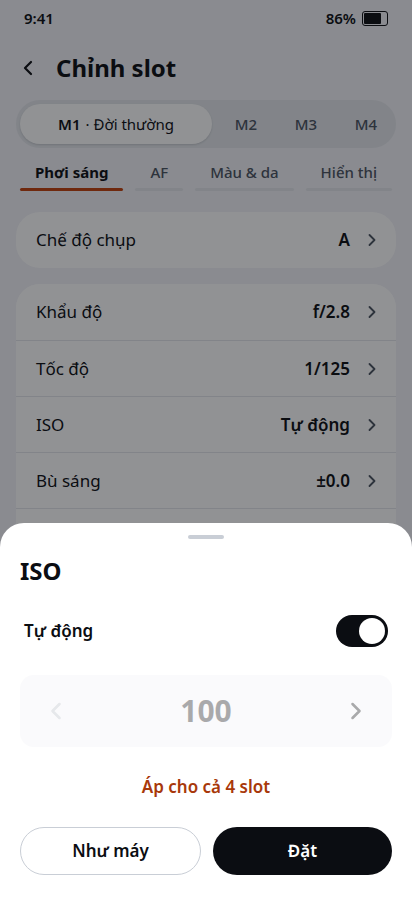 9:41 86%
Chỉnh slot
M1 · Đời thường M2 M3 M4
Phơi sáng AF Màu & da Hiển thị
Chế độ chụp A
Khẩu độ f/2.8
Tốc độ 1/125
ISO Tự động
Bù sáng ±0.0
ISO
Tự động
100
Áp cho cả 4 slot
Như máy Đặt